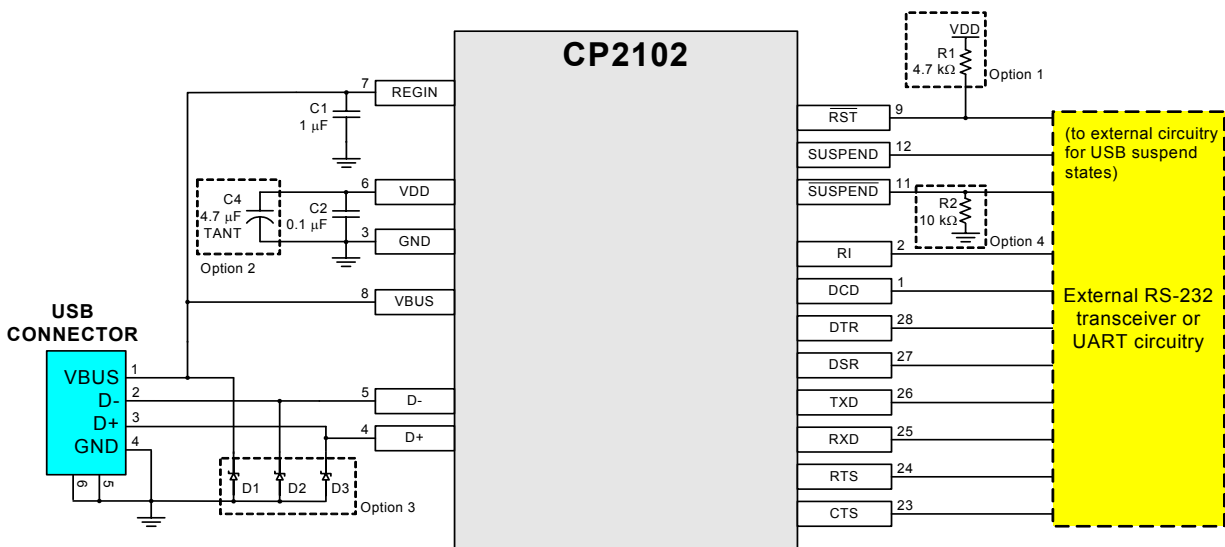 CP2102
VDD
R1
4.7 kΩ
Option 1
7
REGIN
C1
1 μF
RST
9
SUSPEND
12
SUSPEND
11
(to external circuitry
for USB suspend
states)
6
VDD
C4
4.7 μF
TANT
C2
0.1 μF
3
GND
Option 2
R2
10 kΩ
Option 4
RI
2
8
VBUS
DCD
1
External RS-232
transceiver or
UART circuitry
DTR
28
DSR
27
TXD
26
RXD
25
RTS
24
CTS
23
USB
CONNECTOR
VBUS
1
D-
2
D+
3
GND
4
6
5
5
D-
4
D+
D1
D2
D3
Option 3